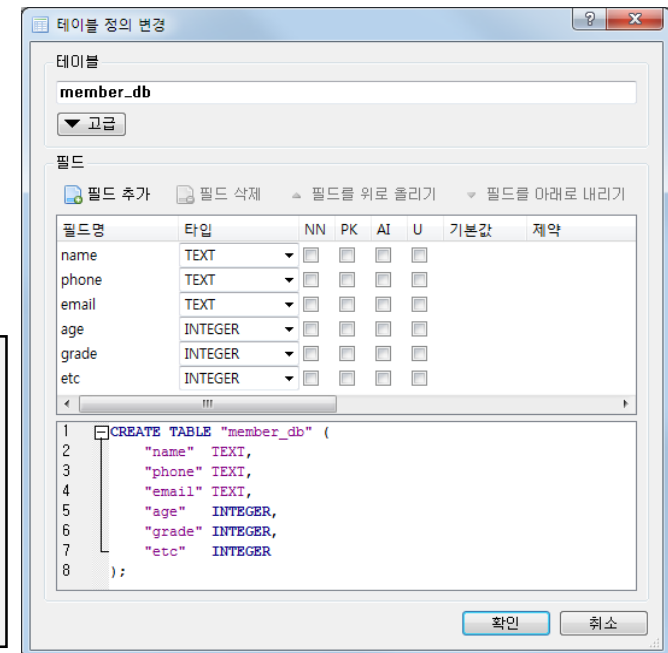 테이블 정의 변경
테이블
member_db
▼ 고급
필드
필드 추가 필드 삭제 ▲ 필드를 위로 올리기 ▼ 필드를 아래로 내리기
필드명 타입 NN PK AI U 기본값 제약
name TEXT
phone TEXT
email TEXT
age INTEGER
grade INTEGER
etc INTEGER
1 CREATE TABLE "member_db" (
2 "name" TEXT,
3 "phone" TEXT,
4 "email" TEXT,
5 "age" INTEGER,
6 "grade" INTEGER,
7 "etc" INTEGER
8 );
확인 취소